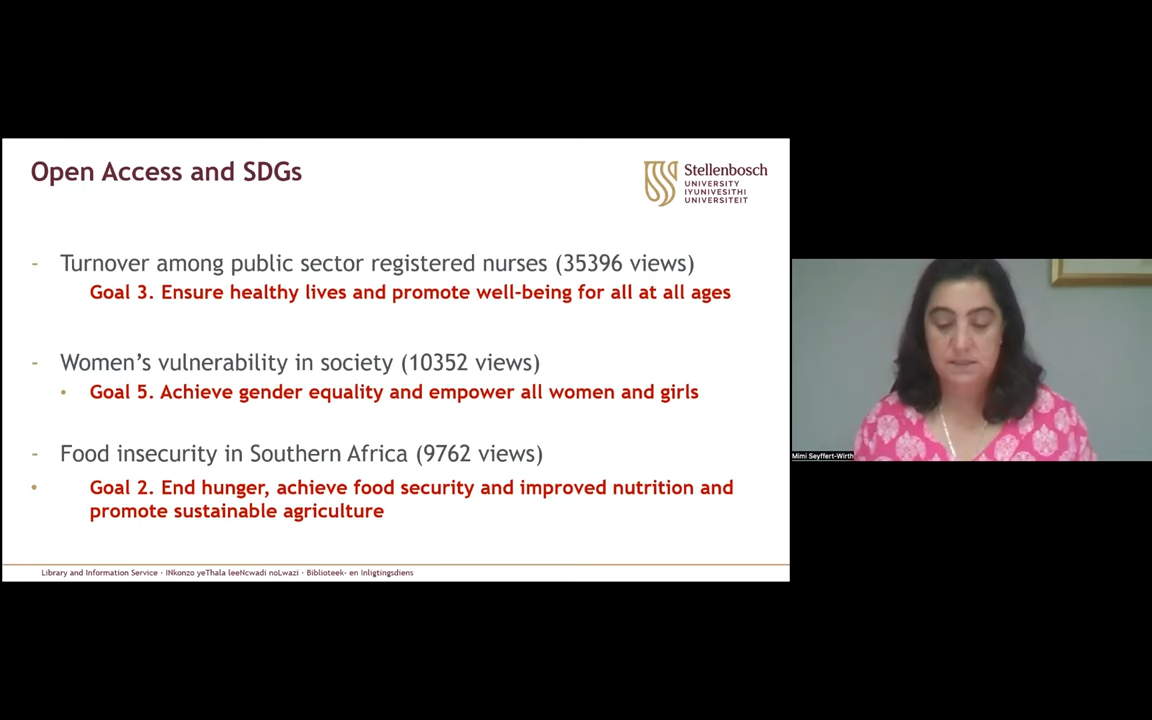 Open Access and SDGs
Stellenbosch
UNIVERSITY
IYUNIVESITHI
UNIVERSITEIT
- Turnover among public sector registered nurses (35396 views)
Goal 3. Ensure healthy lives and promote well-being for all at all ages
- Women’s vulnerability in society (10352 views)
• Goal 5. Achieve gender equality and empower all women and girls
- Food insecurity in Southern Africa (9762 views)
• Goal 2. End hunger, achieve food security and improved nutrition and
promote sustainable agriculture
Library and Information Service · INkonzo yeThala leeNcwadi noLwazi · Biblioteek- en Inligtingsdiens
Mimi Seyffert-Wirth